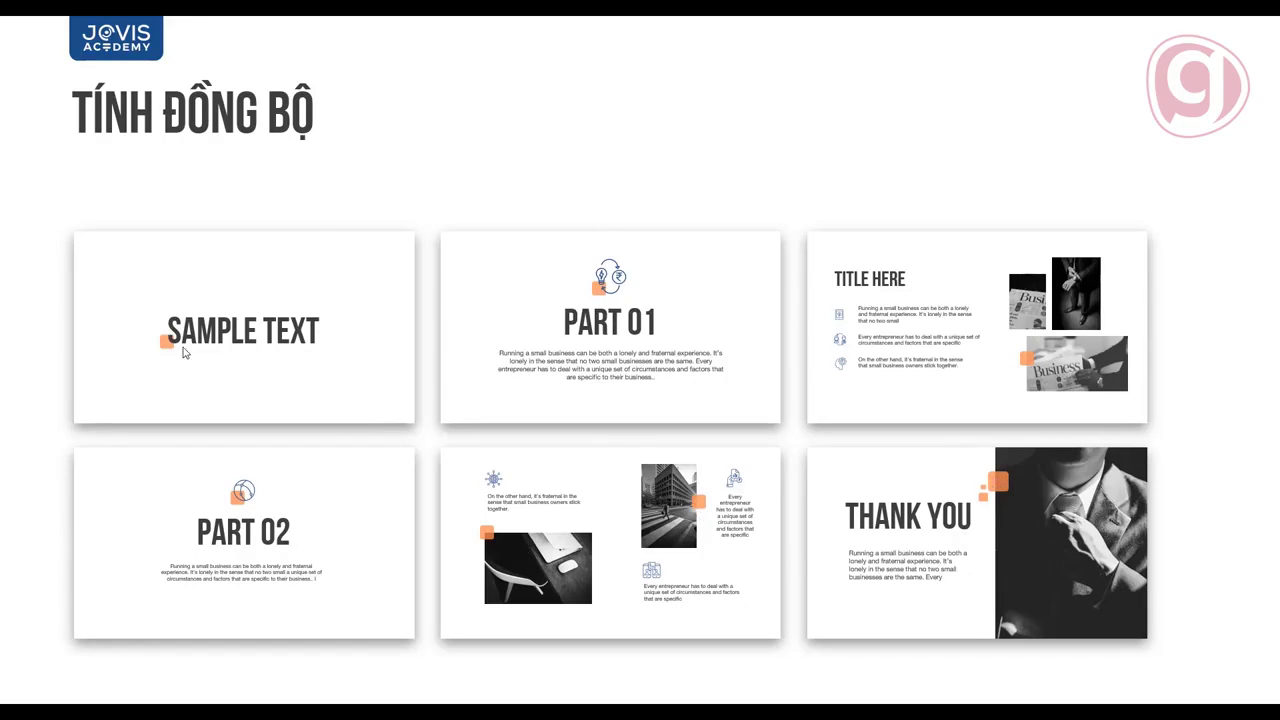 JOVIS
ACADEMY
g
TÍNH ĐỒNG BỘ
SAMPLE TEXT
PART 01
Running a small business can be both a lonely and fraternal experience. It's
lonely in the sense that no two businesses are the same. Every
entrepreneur has to deal with a unique set of circumstances and factors that
are specific to their business..
TITLE HERE
Running a small business can be both a lonely
and fraternal experience. It's lonely in the sense
that no two small
Every entrepreneur has to deal with a unique set of
circumstances and factors that are specific
On the other hand, it's fraternal in the sense
that small business owners stick together.
Busi
Business
PART 02
Running a small business can be both a lonely and fraternal
experience. It's lonely in the sense that no two small a unique set of
circumstances and factors that are specific to their business.. I
On the other hand, it's fraternal in the
sense that small business owners stick
together.
Every
entrepreneur
has to deal with
a unique set of
circumstances
and factors that
are specific
Every entrepreneur has to deal with a
unique set of circumstances and factors
that are specific
THANK YOU
Running a small business can be both a
lonely and fraternal experience. It's
lonely in the sense that no two small
businesses are the same. Every